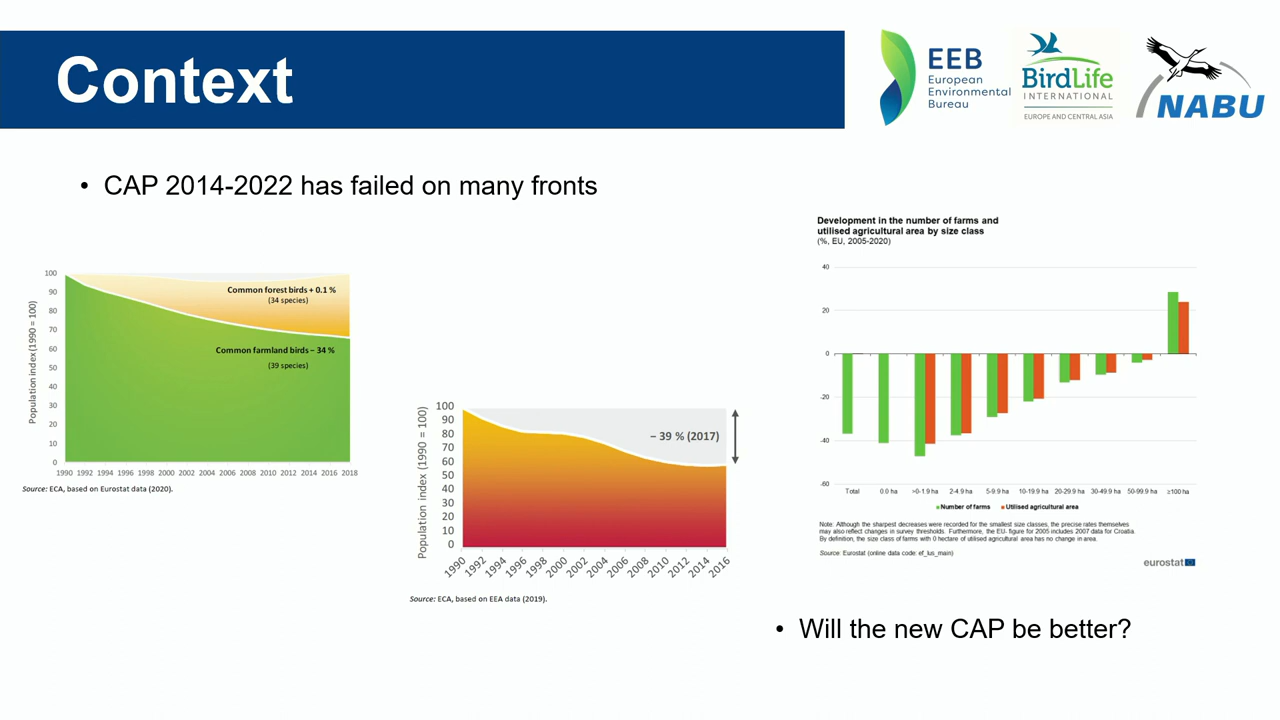 Context
EEB
European
Environmental
Bureau
BirdLife
INTERNATIONAL
EUROPE AND CENTRAL ASIA
NABU
• CAP 2014-2022 has failed on many fronts
Population index (1990 = 100)
100
90
80
70
60
50
40
30
20
10
0
Common forest birds + 0.1 %
(34 species)
Common farmland birds – 34 %
(39 species)
1990 1992 1994 1996 1998 2000 2002 2004 2006 2008 2010 2012 2014 2016 2018
Source: ECA, based on Eurostat data (2020).
Population index (1990 = 100)
100
90
80
70
60
50
40
30
20
10
0
– 39 % (2017)
1990 1992 1994 1996 1998 2000 2002 2004 2006 2008 2010 2012 2014 2016
Source: ECA, based on EEA data (2019).
Development in the number of farms and
utilised agricultural area by size class
(%, EU, 2005-2020)
40
20
0
-20
-40
-60
Total 0.0 ha >0-1.9 ha 2-4.9 ha 5-9.9 ha 10-19.9 ha 20-29.9 ha 30-49.9 ha 50-99.9 ha ≥100 ha
Number of farms Utilised agricultural area
Note: Although the sharpest decreases were recorded for the smallest size classes, the precise rates themselves
may also reflect changes in survey thresholds. Furthermore, the EU- figure for 2005 includes 2007 data for Croatia.
By definition, the size class of farms with 0 hectare of utilised agricultural area has no change in area.
Source: Eurostat (online data code: ef_lus_main)
eurostat
• Will the new CAP be better?